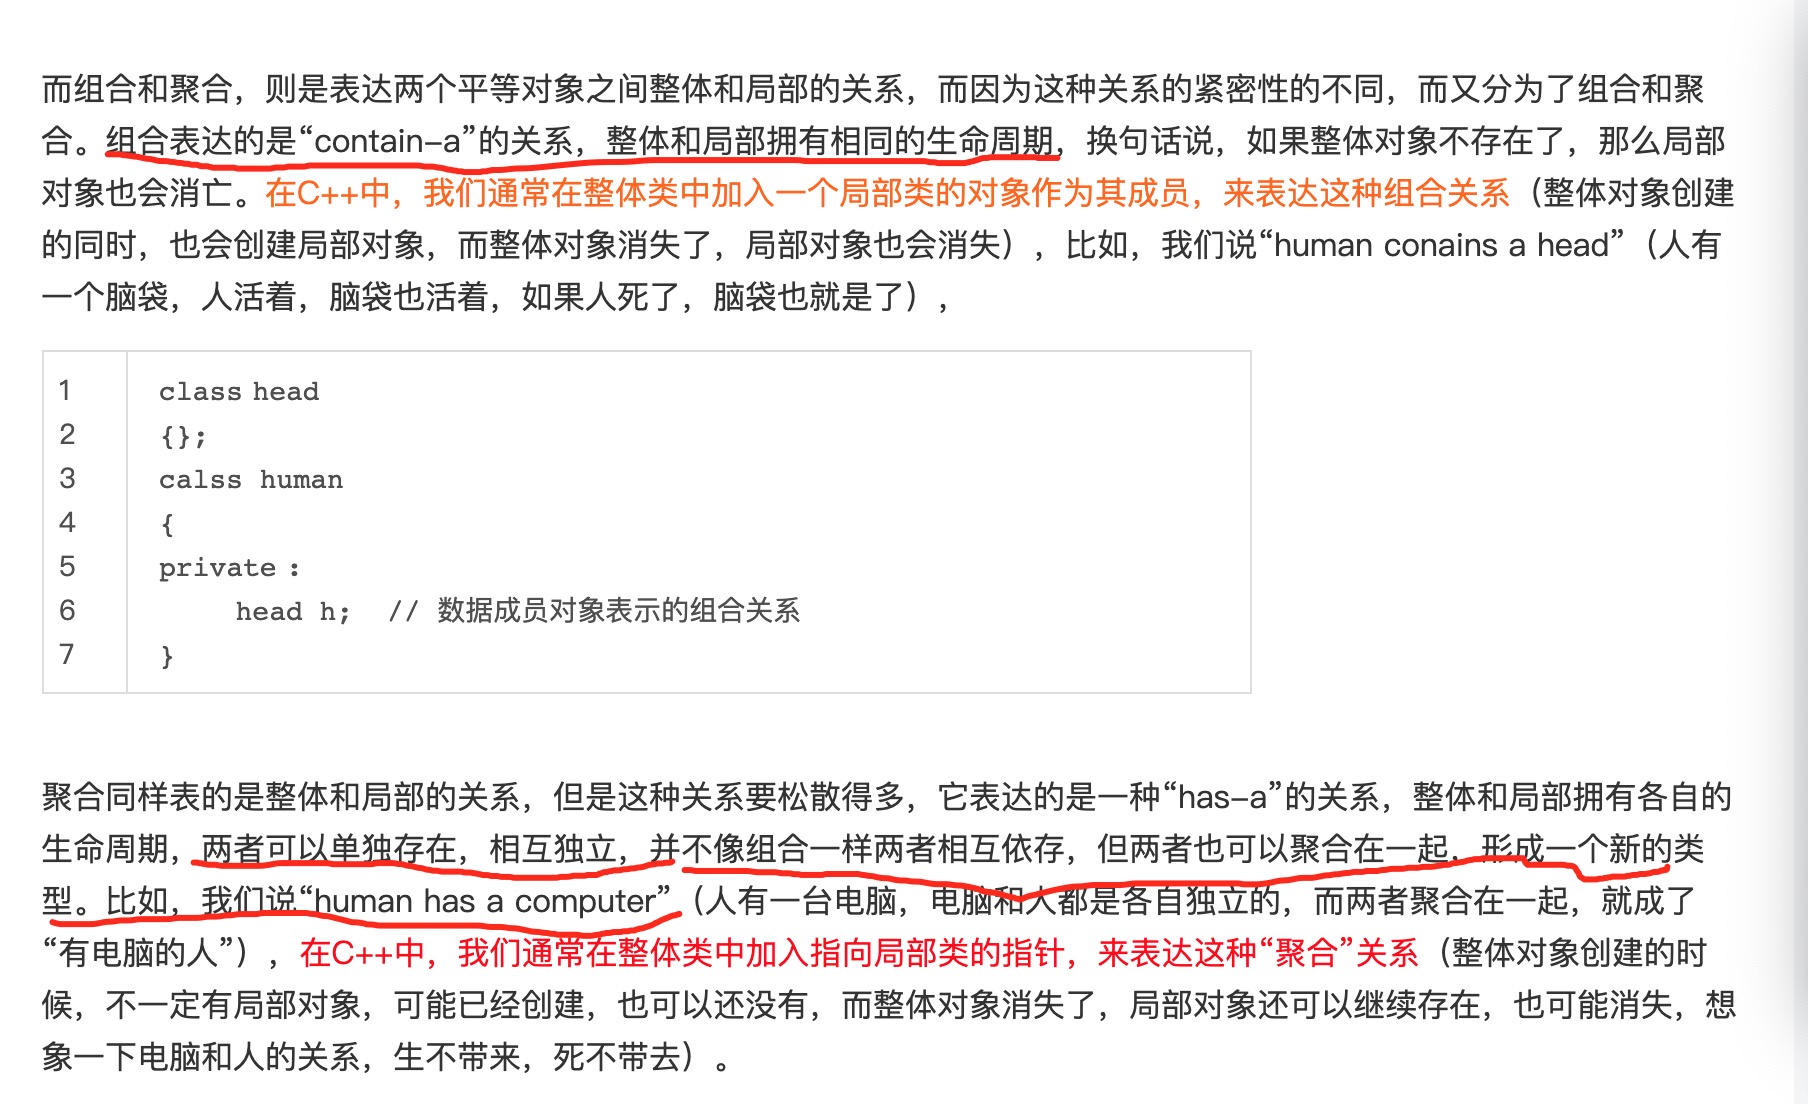 而组合和聚合，则是表达两个平等对象之间整体和局部的关系，而因为这种关系的紧密性的不同，而又分为了组合和聚
合。组合表达的是“contain-a”的关系，整体和局部拥有相同的生命周期，换句话说，如果整体对象不存在了，那么局部
对象也会消亡。在C++中，我们通常在整体类中加入一个局部类的对象作为其成员，来表达这种组合关系（整体对象创建
的同时，也会创建局部对象，而整体对象消失了，局部对象也会消失），比如，我们说“human conains a head”（人有
一个脑袋，人活着，脑袋也活着，如果人死了，脑袋也就是了），
1 class head
2 {};
3 calss human
4 {
5 private :
6 head h; // 数据成员对象表示的组合关系
7 }
聚合同样表的是整体和局部的关系，但是这种关系要松散得多，它表达的是一种“has-a”的关系，整体和局部拥有各自的
生命周期，两者可以单独存在，相互独立，并不像组合一样两者相互依存，但两者也可以聚合在一起，形成一个新的类
型。比如，我们说“human has a computer”（人有一台电脑，电脑和人都是各自独立的，而两者聚合在一起，就成了
“有电脑的人”），在C++中，我们通常在整体类中加入指向局部类的指针，来表达这种“聚合”关系（整体对象创建的时
候，不一定有局部对象，可能已经创建，也可以还没有，而整体对象消失了，局部对象还可以继续存在，也可能消失，想
象一下电脑和人的关系，生不带来，死不带去）。